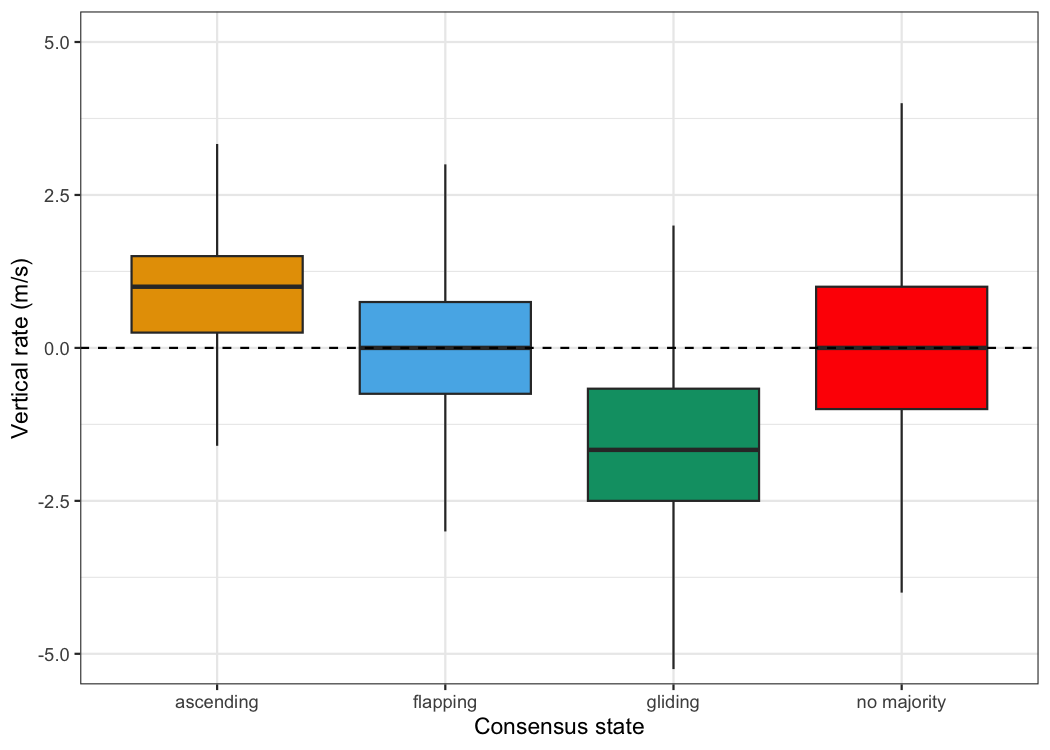 Vertical rate (m/s)
5.0
2.5
0.0
-2.5
-5.0
ascending flapping gliding no majority
Consensus state